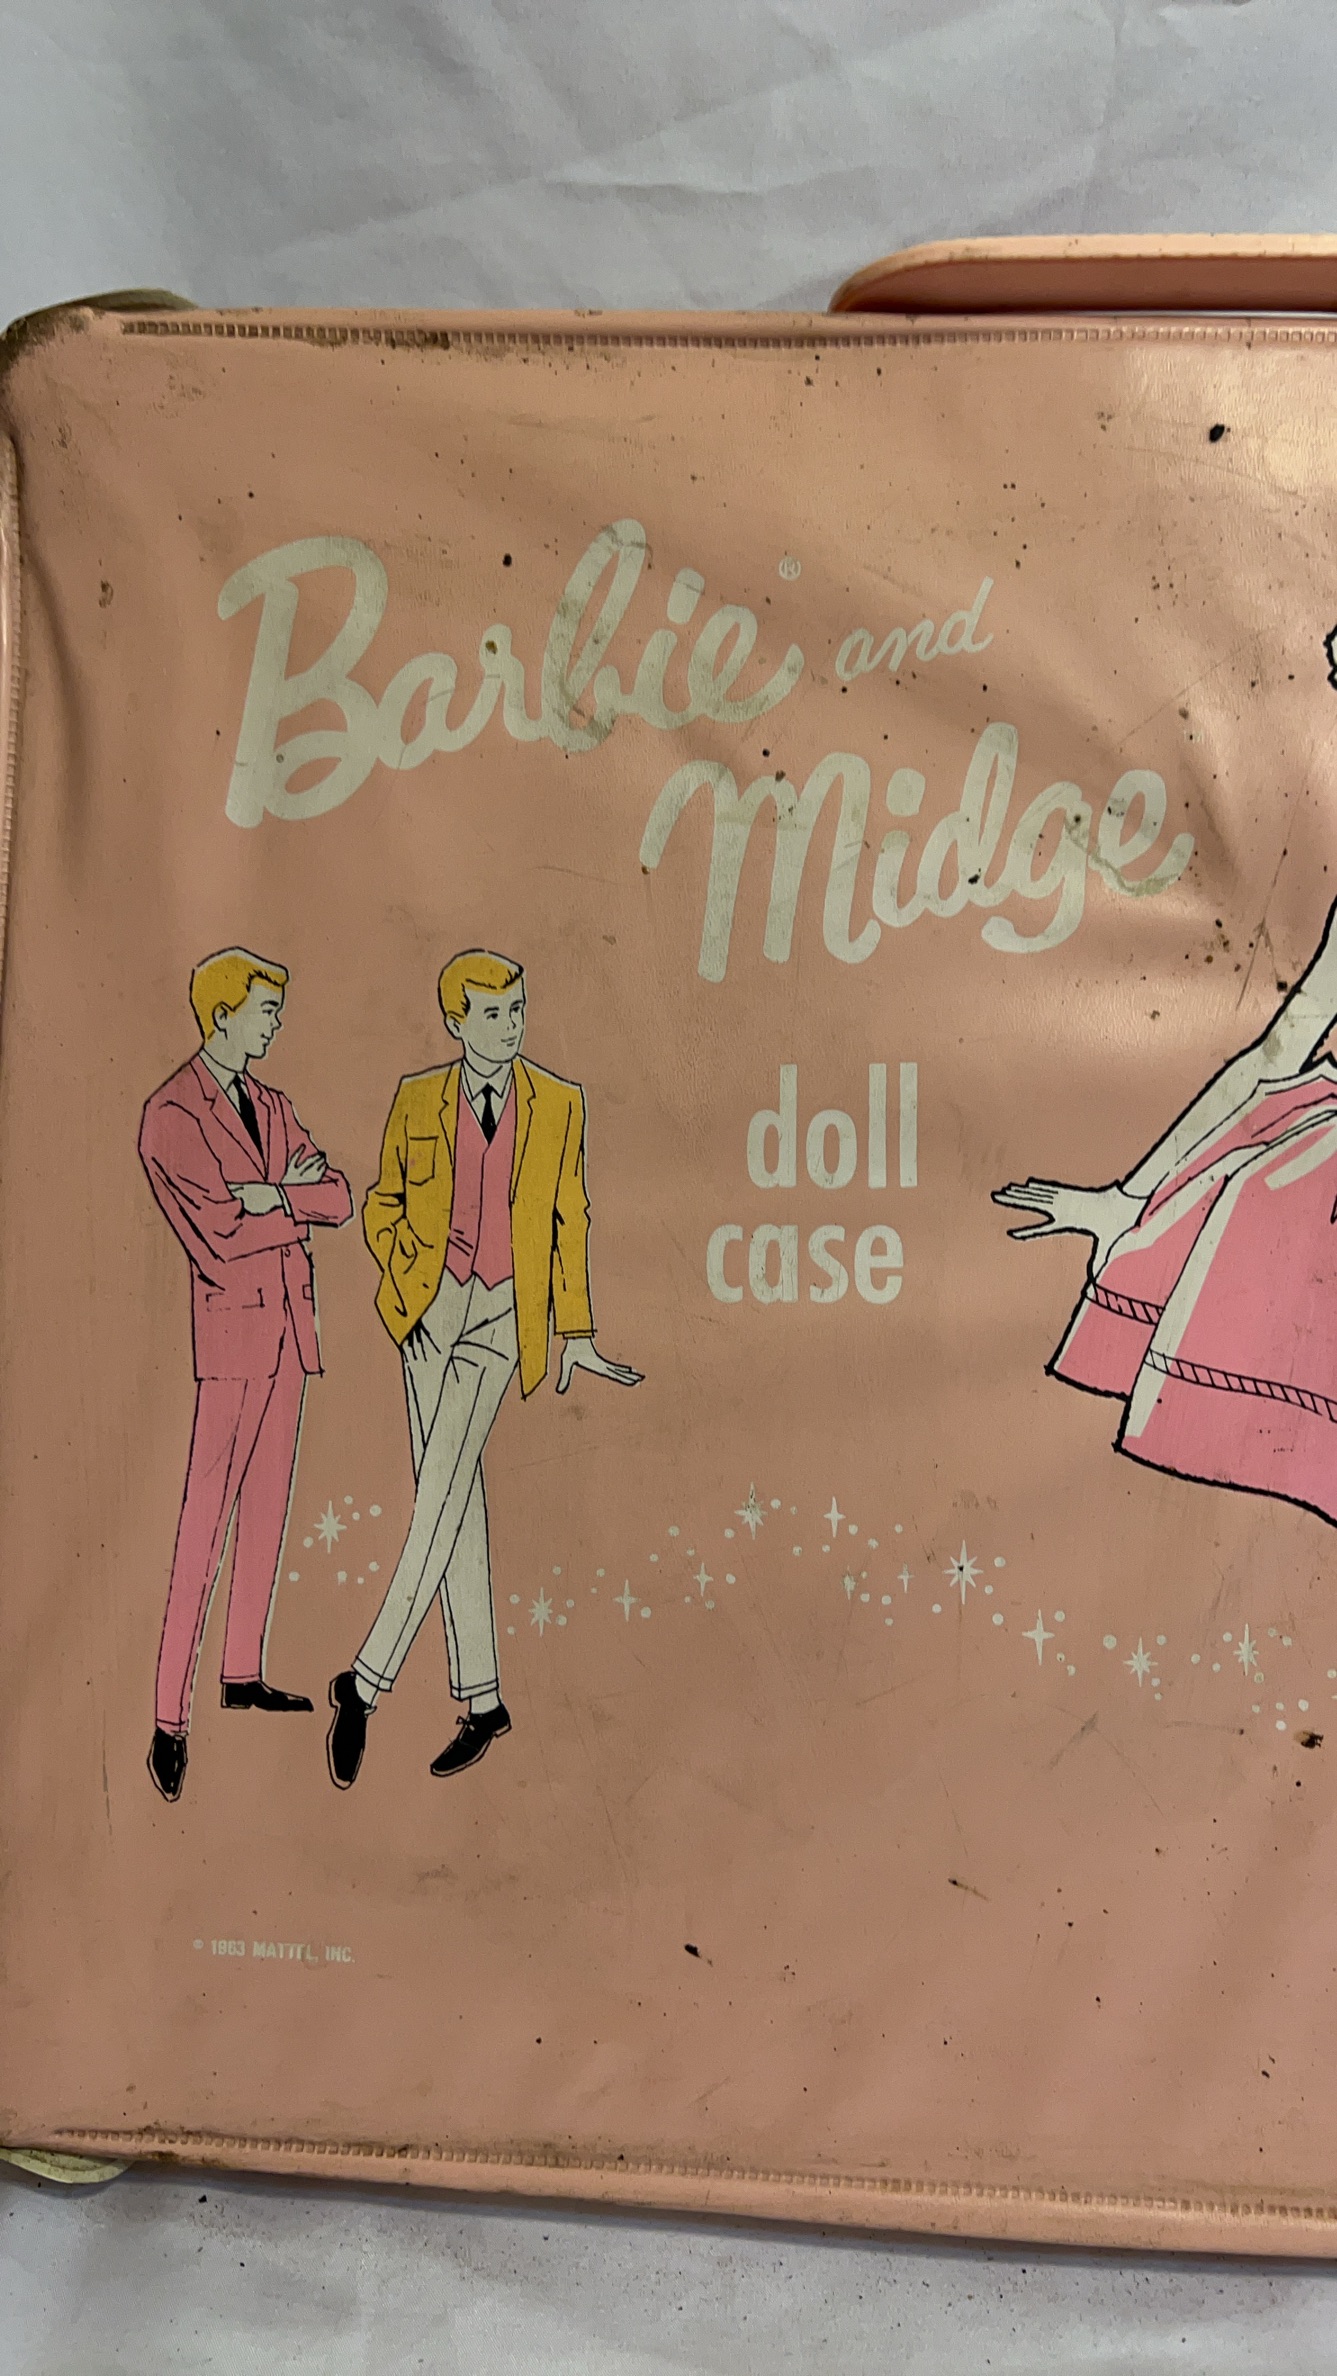 Barbie® and
Midge
doll
case
© 1963 MATTEL, INC.